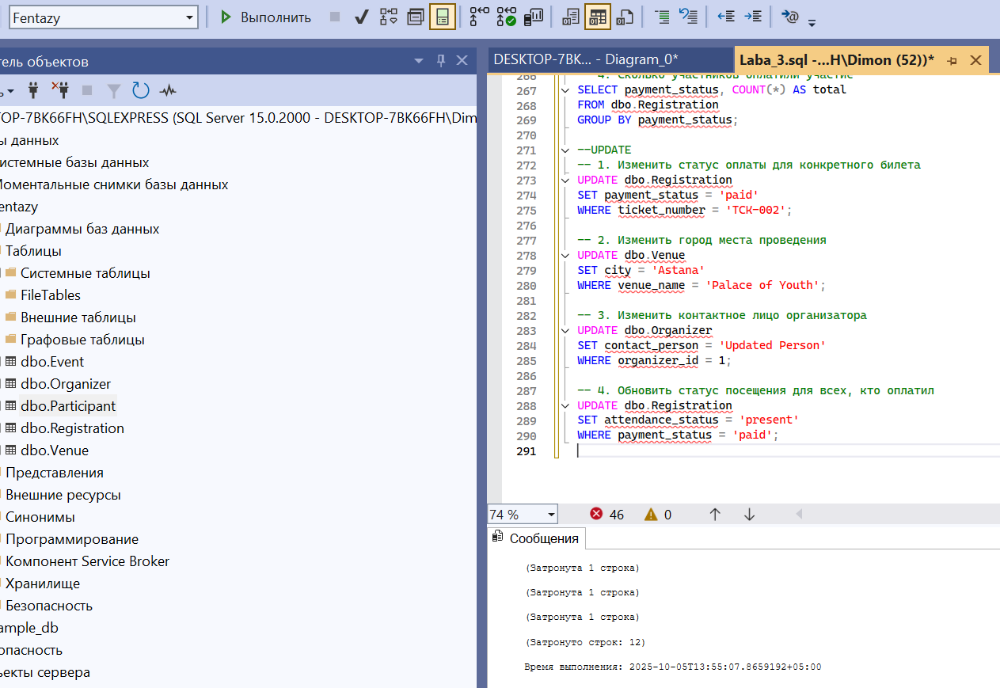 Fentazy
Выполнить
тель объектов
TOP-7BK66FH\SQLEXPRESS (SQL Server 15.0.2000 - DESKTOP-7BK66FH\Dim
ы данных
истемные базы данных
Моментальные снимки базы данных
entazy
Диаграммы баз данных
Таблицы
Системные таблицы
FileTables
Внешние таблицы
Графовые таблицы
dbo.Event
dbo.Organizer
dbo.Participant
dbo.Registration
dbo.Venue
Представления
Внешние ресурсы
Синонимы
Программирование
Компонент Service Broker
Хранилище
Безопасность
ample_db
опасность
ъекты сервера
DESKTOP-7BK... - Diagram_0*
Laba_3.sql -...H\Dimon (52))*
266 -- 4. Сколько участников оплатили участие
267 SELECT payment_status, COUNT(*) AS total
268 FROM dbo.Registration
269 GROUP BY payment_status;
270
271 --UPDATE
272 -- 1. Изменить статус оплаты для конкретного билета
273 UPDATE dbo.Registration
274 SET payment_status = 'paid'
275 WHERE ticket_number = 'TCK-002';
276
277 -- 2. Изменить город места проведения
278 UPDATE dbo.Venue
279 SET city = 'Astana'
280 WHERE venue_name = 'Palace of Youth';
281
282 -- 3. Изменить контактное лицо организатора
283 UPDATE dbo.Organizer
284 SET contact_person = 'Updated Person'
285 WHERE organizer_id = 1;
286
287 -- 4. Обновить статус посещения для всех, кто оплатил
288 UPDATE dbo.Registration
289 SET attendance_status = 'present'
290 WHERE payment_status = 'paid';
291
74 %
46
0
Сообщения
(Затронута 1 строка)
(Затронута 1 строка)
(Затронута 1 строка)
(Затронуто строк: 12)
Время выполнения: 2025-10-05T13:55:07.8659192+05:00